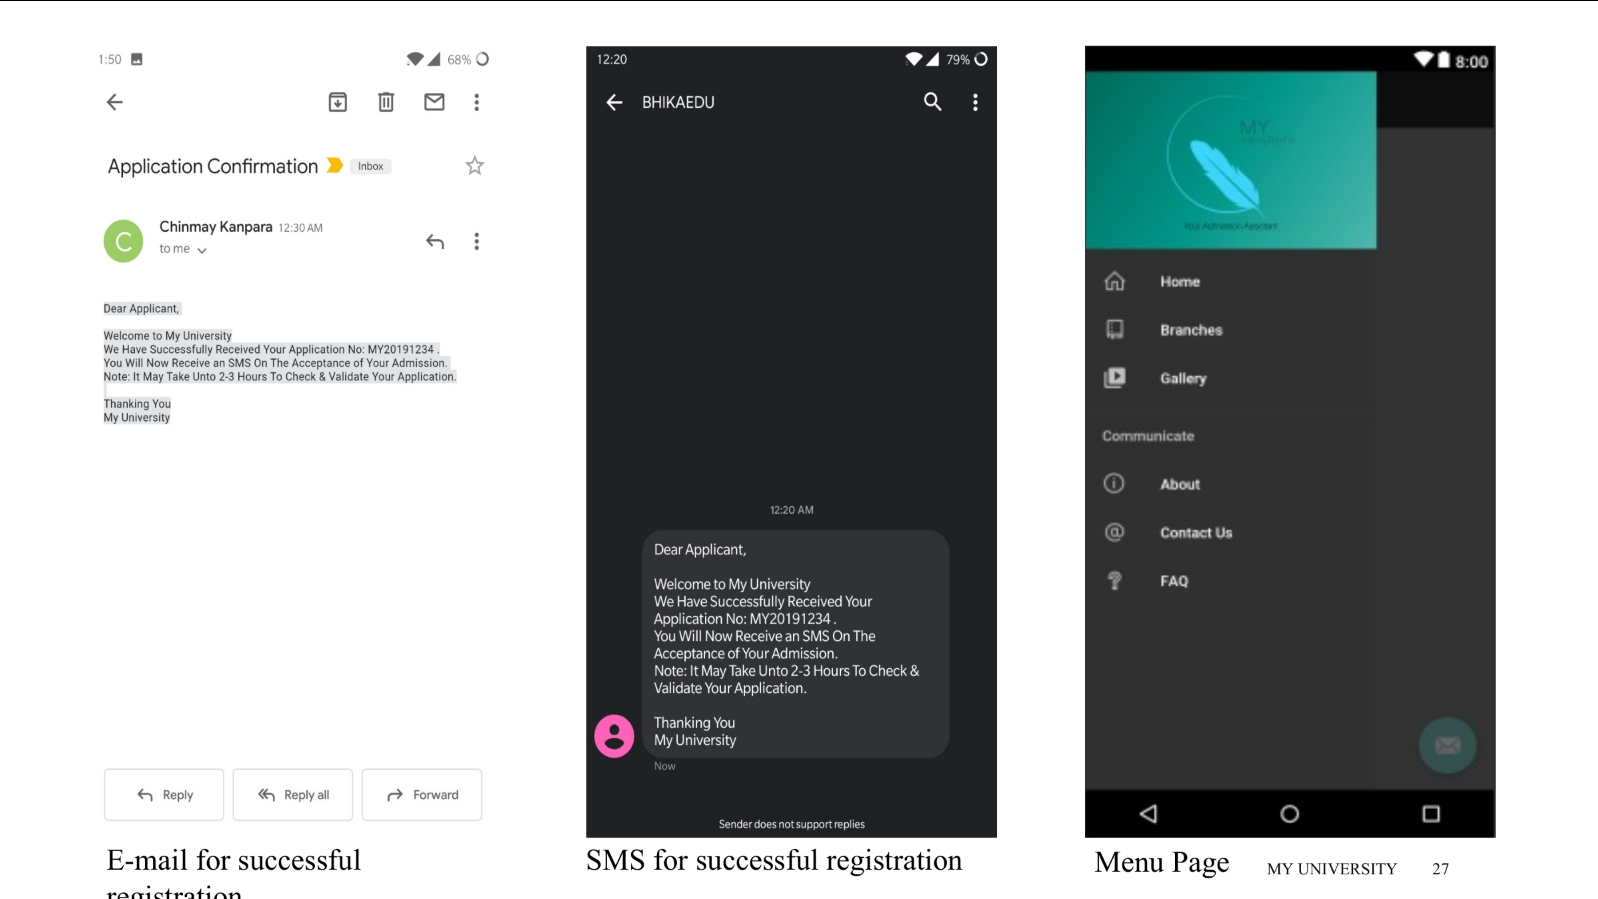 1:50
68%
Application Confirmation
Inbox
C
Chinmay Kanpara 12:30 AM
to me
Dear Applicant,
Welcome to My University
We Have Successfully Received Your Application No: MY20191234 .
You Will Now Receive an SMS On The Acceptance of Your Admission.
Note: It May Take Unto 2-3 Hours To Check & Validate Your Application.
Thanking You
My University
Reply
Reply all
Forward
E-mail for successful
registration
12:20
79%
BHIKAEDU
12:20 AM
Dear Applicant,
Welcome to My University
We Have Successfully Received Your
Application No: MY20191234 .
You Will Now Receive an SMS On The
Acceptance of Your Admission.
Note: It May Take Unto 2-3 Hours To Check &
Validate Your Application.
Thanking You
My University
Now
Sender does not support replies
SMS for successful registration
8:00
MY
UNIVERSITY
Your Admission Assistant
Home
Branches
Gallery
Communicate
About
Contact Us
FAQ
Menu Page
MY UNIVERSITY 27